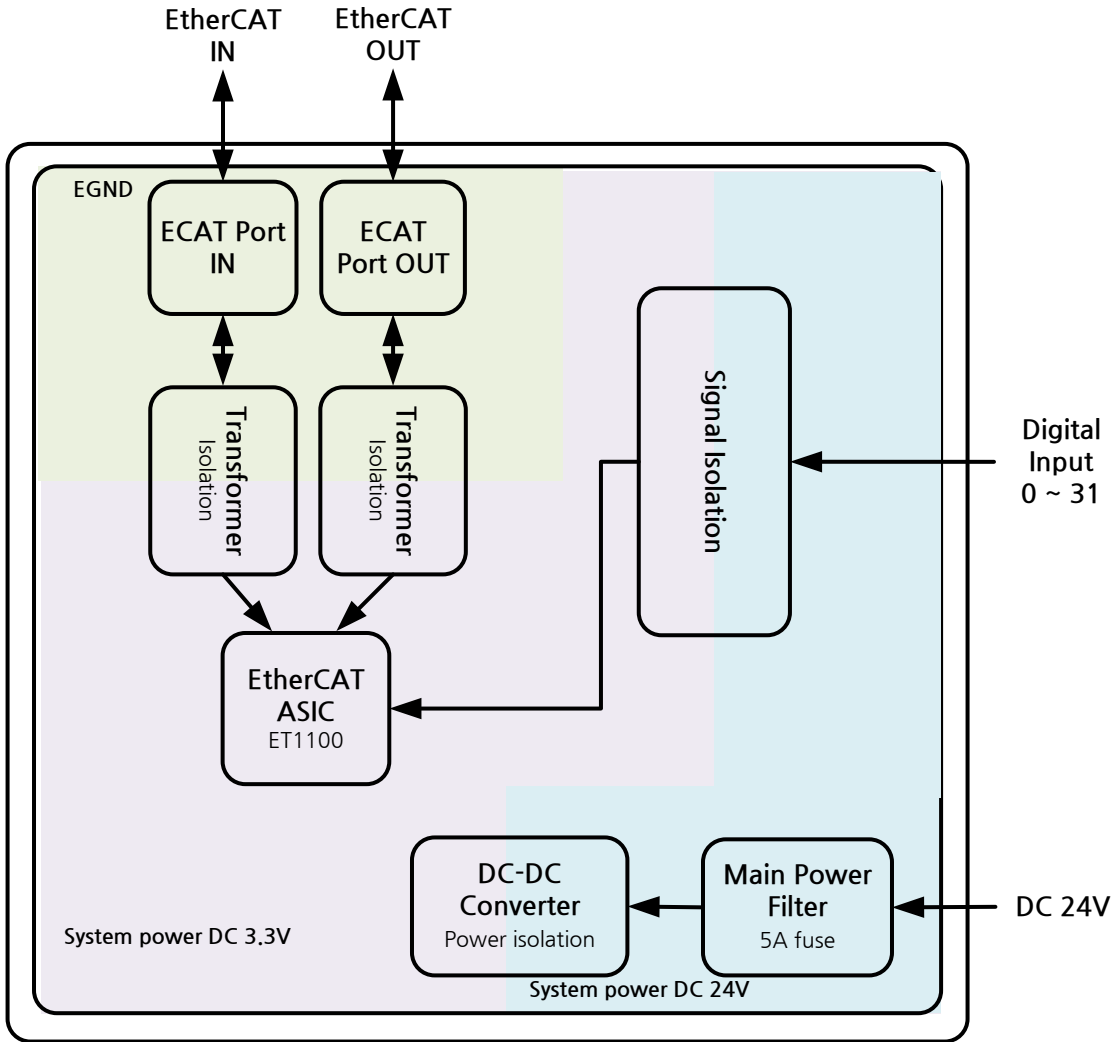 EtherCAT
IN
EtherCAT
OUT
EGND
ECAT Port
IN
ECAT
Port OUT
Transformer
Isolation
Transformer
Isolation
Signal Isolation
Digital
Input
0 ~ 31
EtherCAT
ASIC
ET1100
DC-DC
Converter
Power isolation
Main Power
Filter
5A fuse
DC 24V
System power DC 3.3V
System power DC 24V